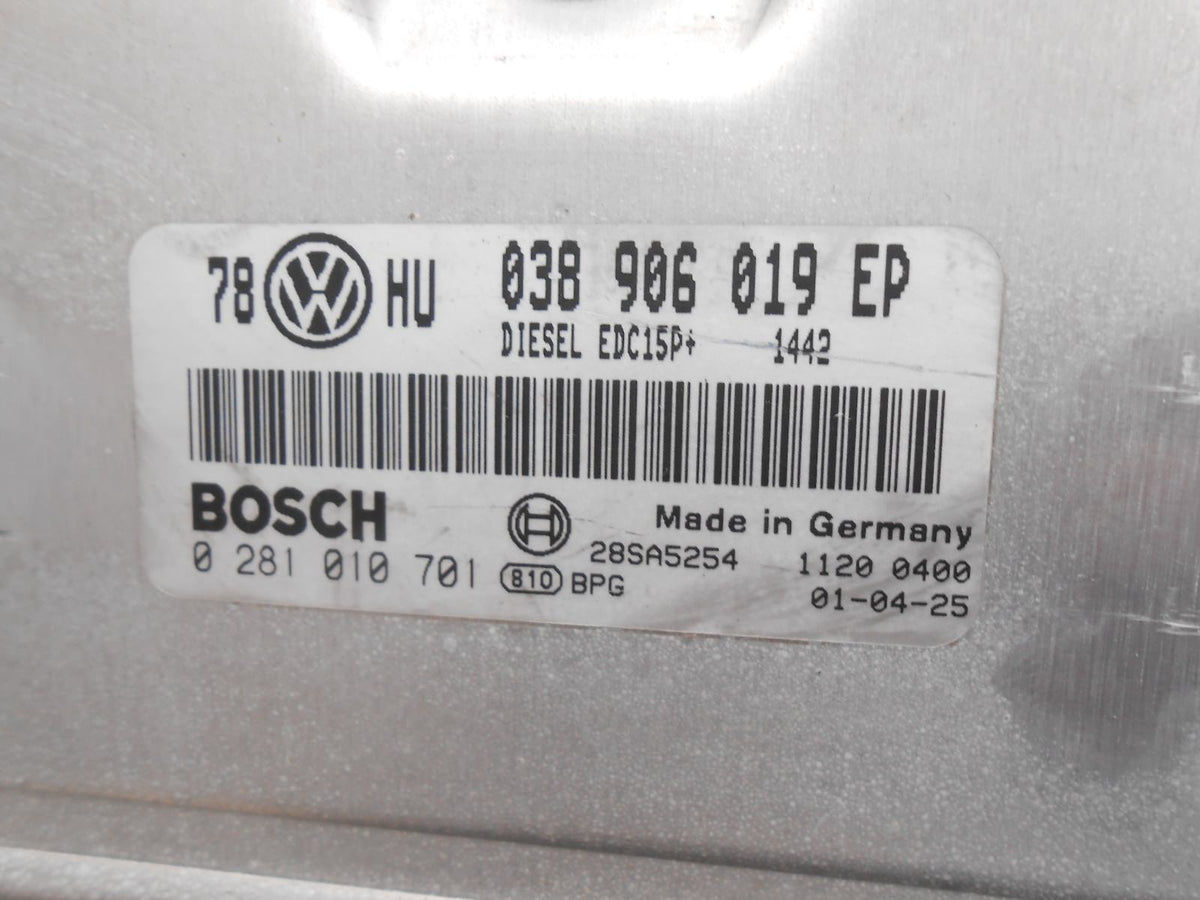 78 VW HU 038 906 019 EP
DIESEL EDC15P+ 1442
BOSCH Made in Germany
0 281 010 701 28SA5254 1120 0400
810 BPG 01-04-25